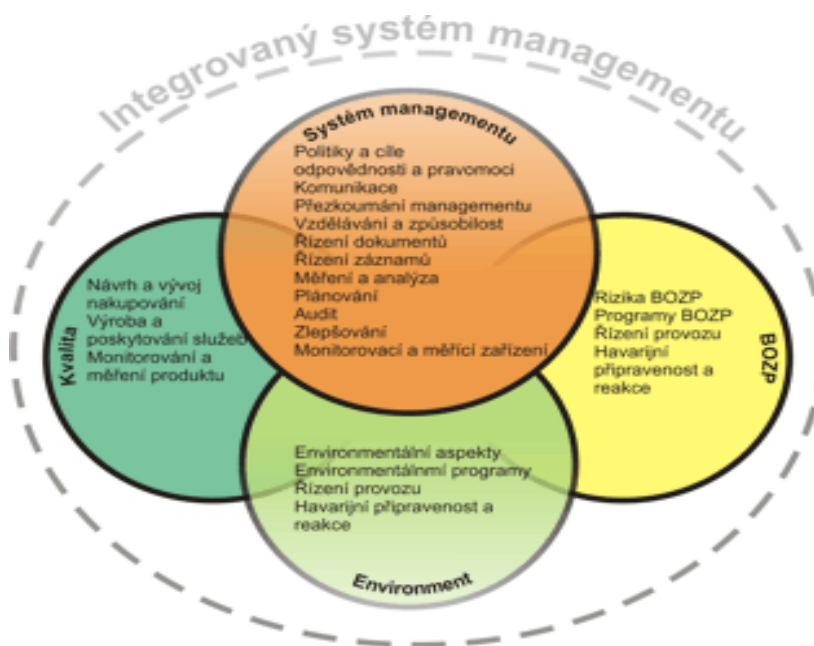 Integrovaný systém managementu
Systém managementu
Politiky a cíle
odpovědnosti a pravomoci
Komunikace
Přezkoumání managementu
Vzdělávání a způsobilost
Řízení dokumentů
Řízení záznamů
Měření a analýza
Plánování
Audit
Zlepšování
Monitorovací a měřící zařízení
Kvalita
Návrh a vývoj
nakupování
Výroba a
poskytování služeb
Monitorování a
měření produktu
Rizika BOZP
Programy BOZP
Řízení provozu
Havarijní
připravenost a
reakce
BOZP
Environmentální aspekty
Environmentálnmí programy
Řízení provozu
Havarijní připravenost a
reakce
Environment